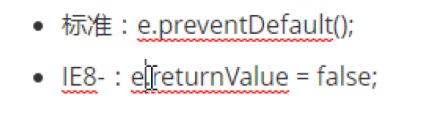 标准：e.preventDefault();
IE8-：e.returnValue = false;